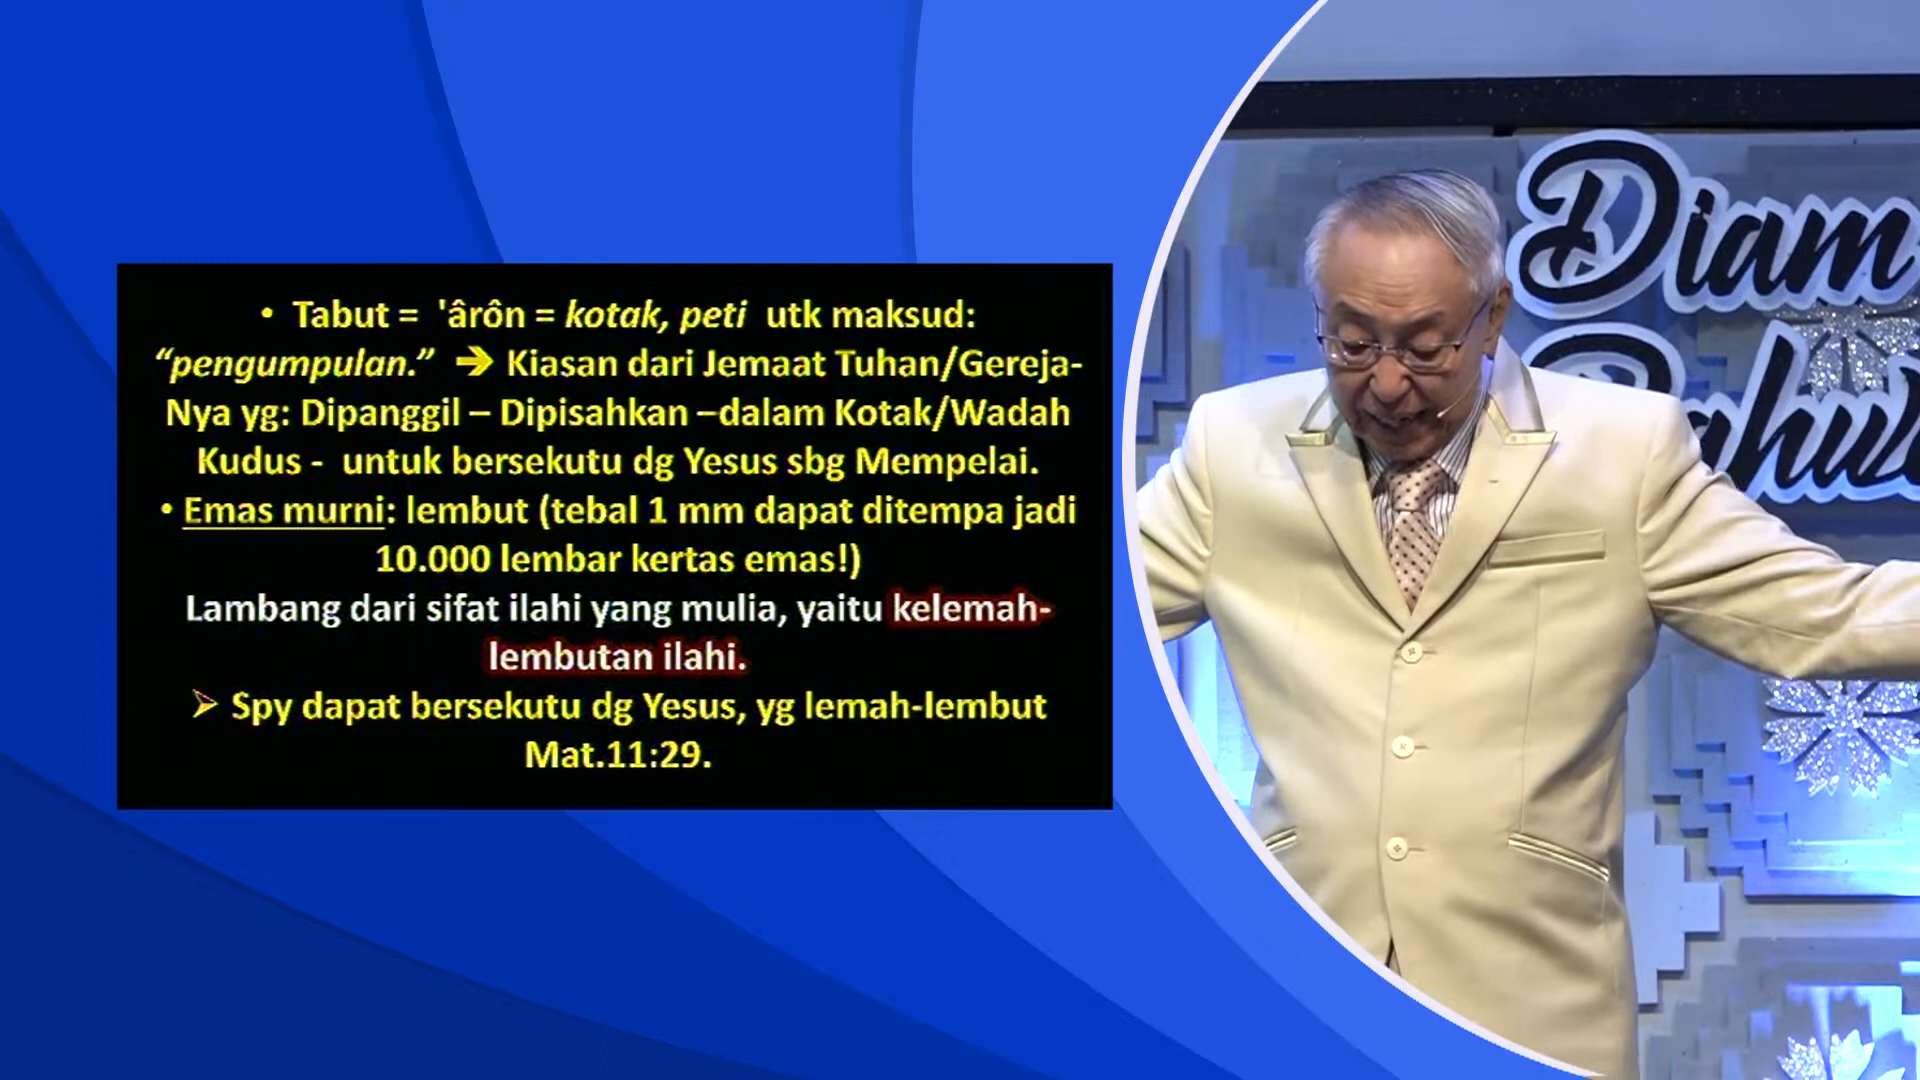 • Tabut = 'ârôn = kotak, peti utk maksud:
“pengumpulan.” ➔ Kiasan dari Jemaat Tuhan/Gereja-
Nya yg: Dipanggil – Dipisahkan –dalam Kotak/Wadah
Kudus - untuk bersekutu dg Yesus sbg Mempelai.
• Emas murni: lembut (tebal 1 mm dapat ditempa jadi
10.000 lembar kertas emas!)
Lambang dari sifat ilahi yang mulia, yaitu kelemah-
lembutan ilahi.
➢ Spy dapat bersekutu dg Yesus, yg lemah-lembut
Mat.11:29.
Diam